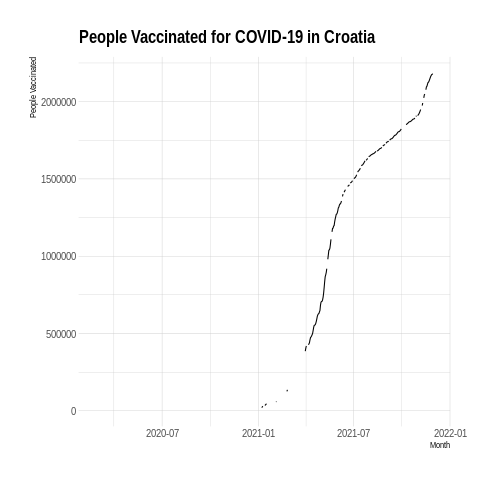 People Vaccinated for COVID-19 in Croatia
People Vaccinated
2000000
1500000
1000000
500000
0
2020-07 2021-01 2021-07 2022-01
Month